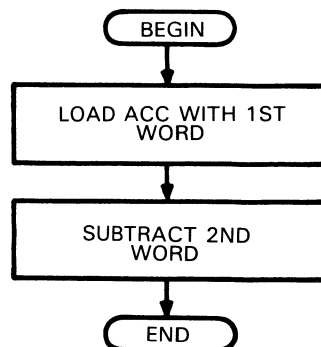 BEGIN
LOAD ACC WITH 1ST
WORD
SUBTRACT 2ND
WORD
END